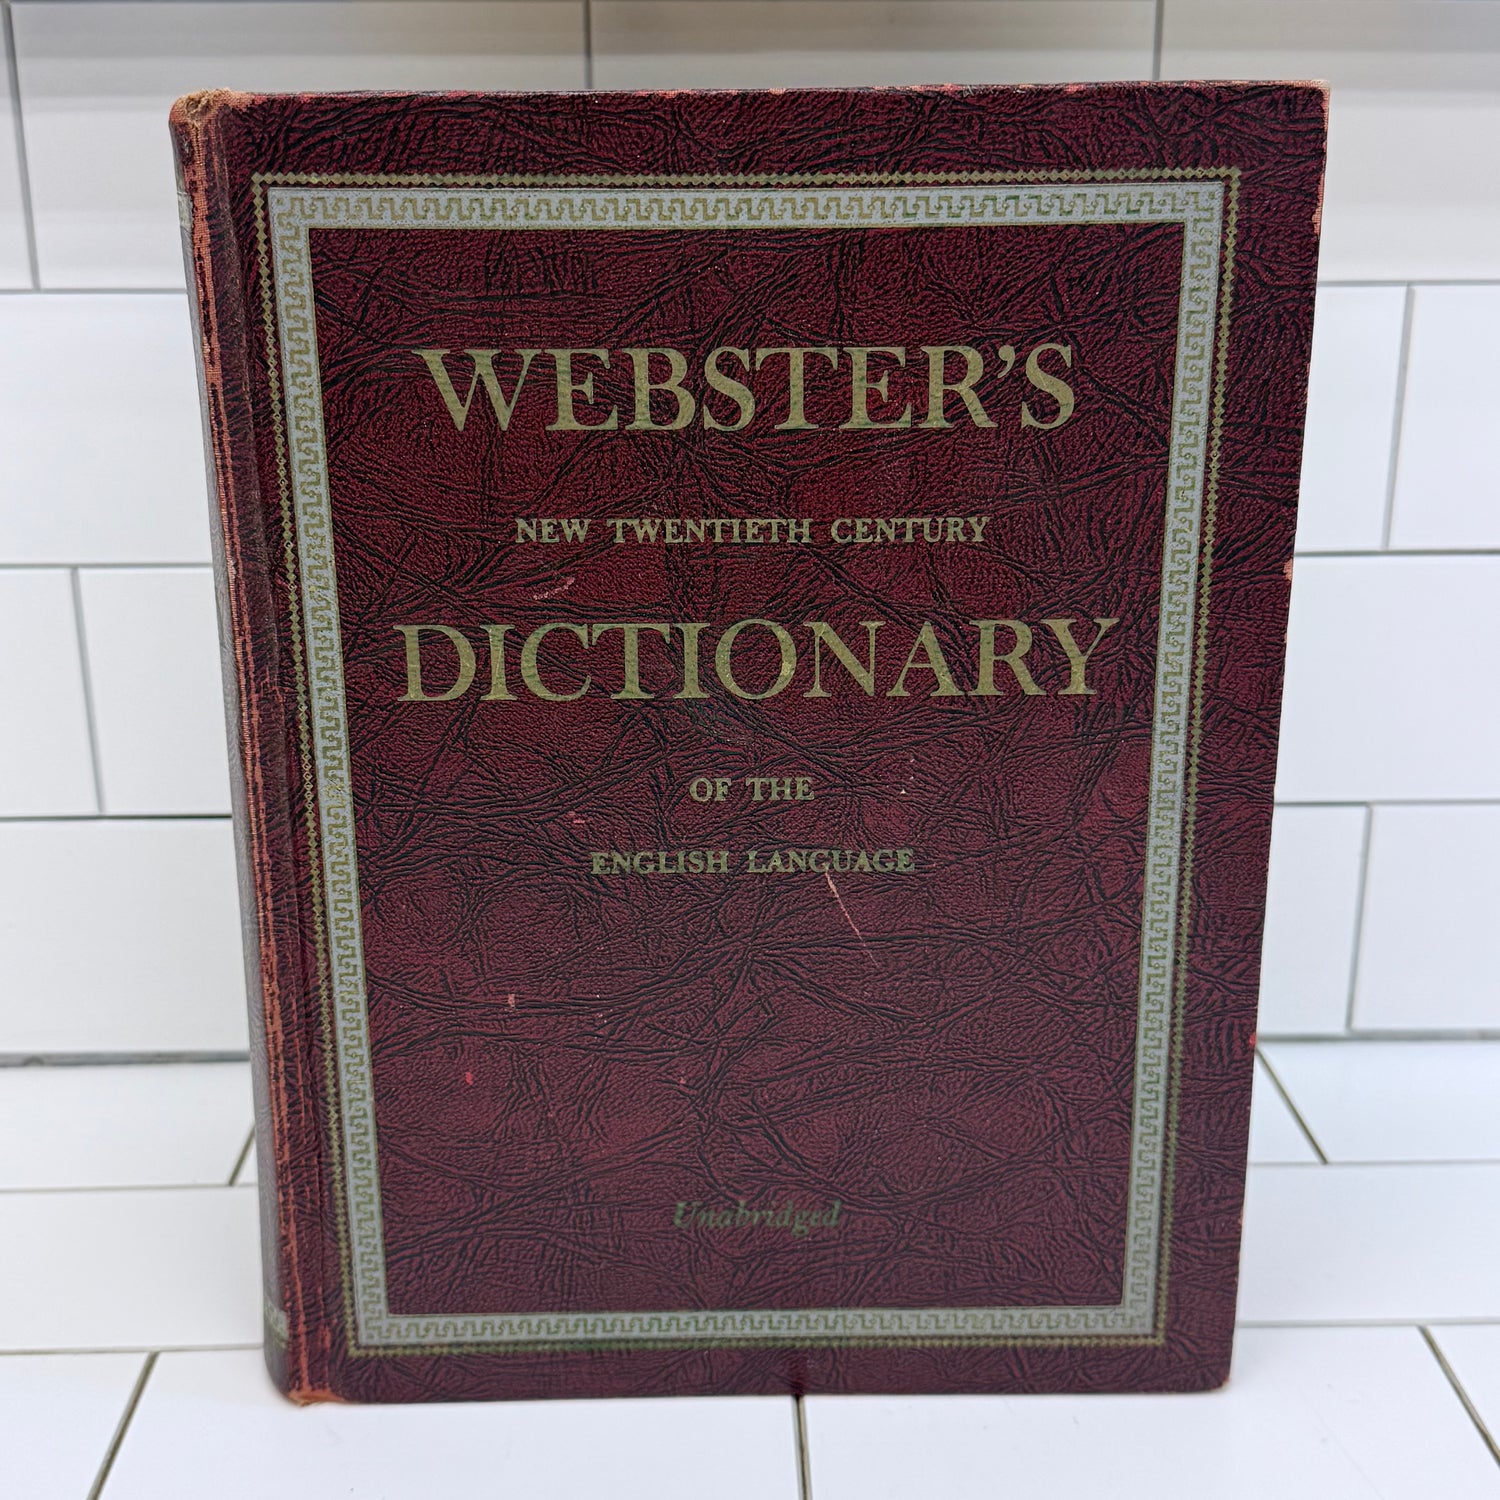 WEBSTER'S
NEW TWENTIETH CENTURY
DICTIONARY
OF THE
ENGLISH LANGUAGE
Unabridged